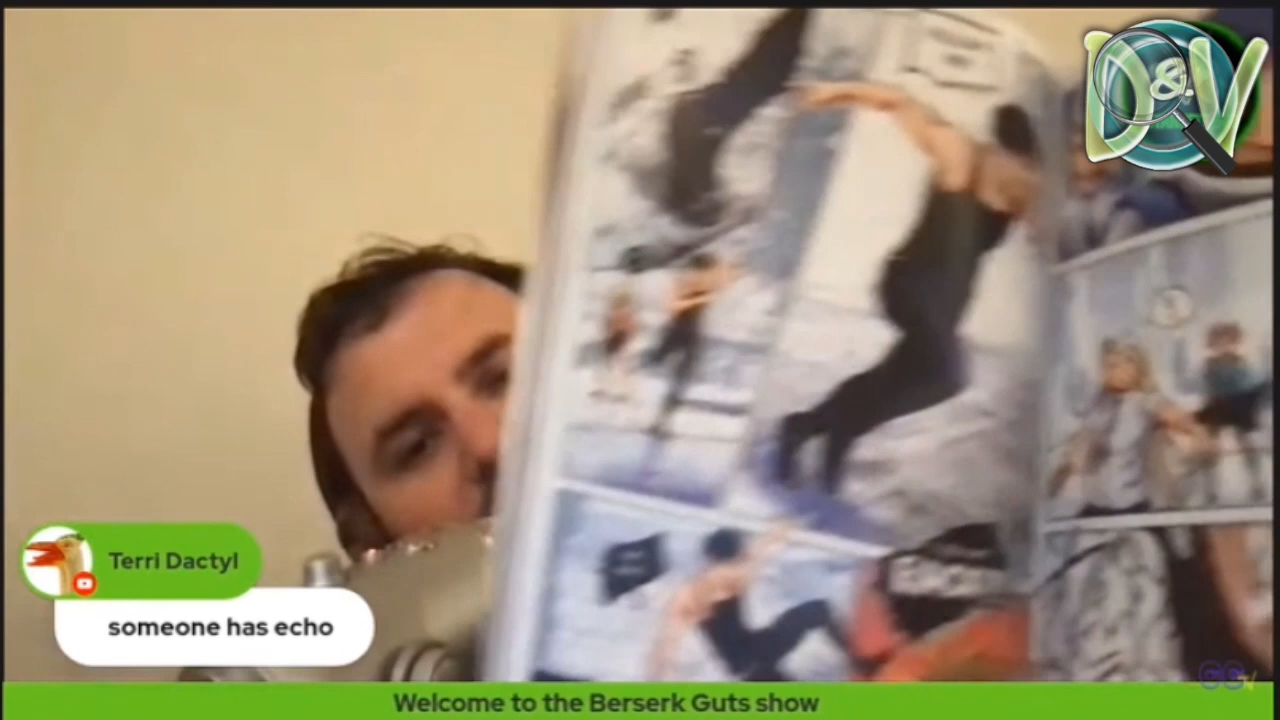 D&V
Terri Dactyl
someone has echo
Welcome to the Berserk Guts show